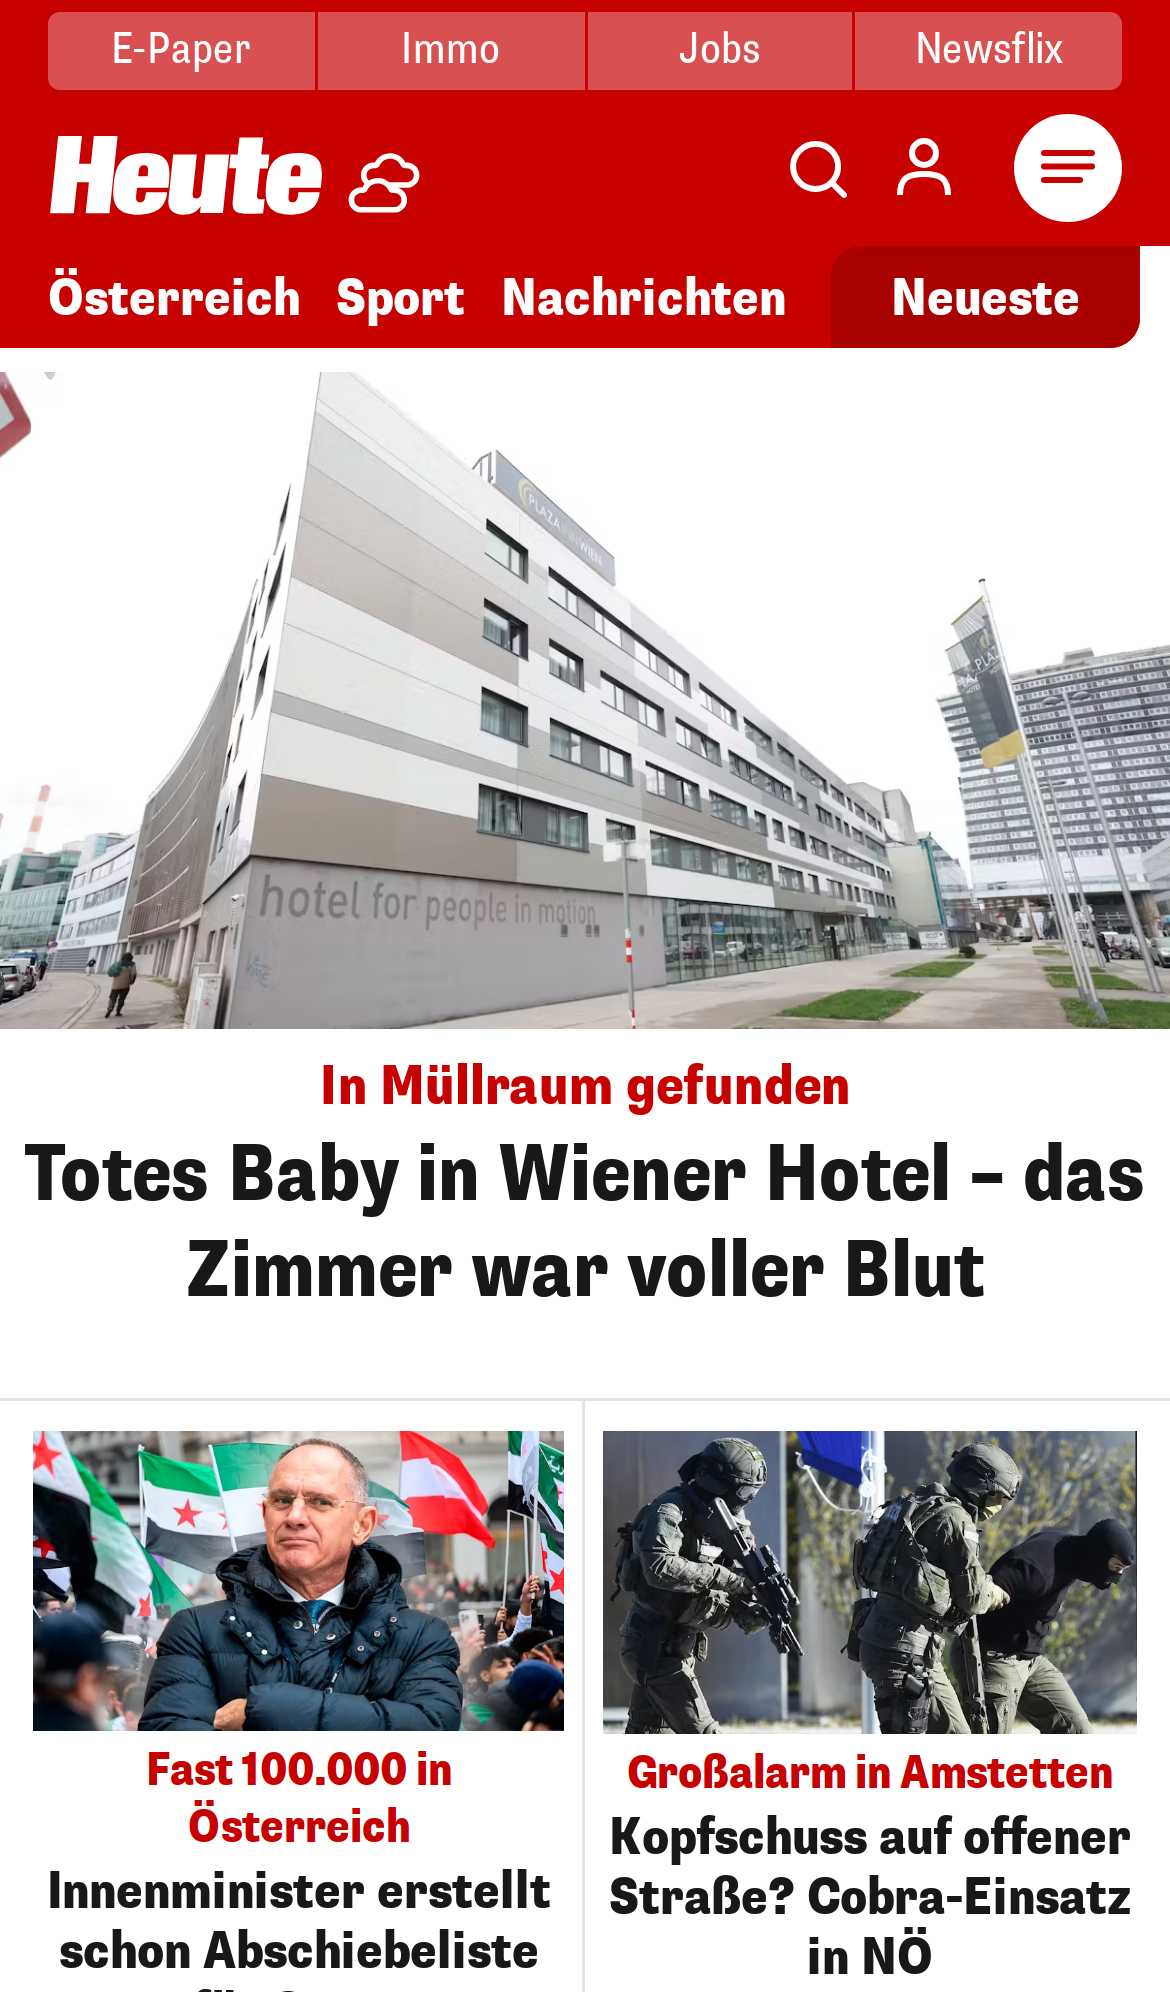 E-Paper Immo Jobs Newsflix
Heute
Österreich Sport Nachrichten Neueste
PLAZA INN WIEN
PLAZA
hotel for people in motion
In Müllraum gefunden
Totes Baby in Wiener Hotel – das
Zimmer war voller Blut
Fast 100.000 in
Österreich
Innenminister erstellt
schon Abschiebeliste
Großalarm in Amstetten
Kopfschuss auf offener
Straße? Cobra-Einsatz
in NÖ